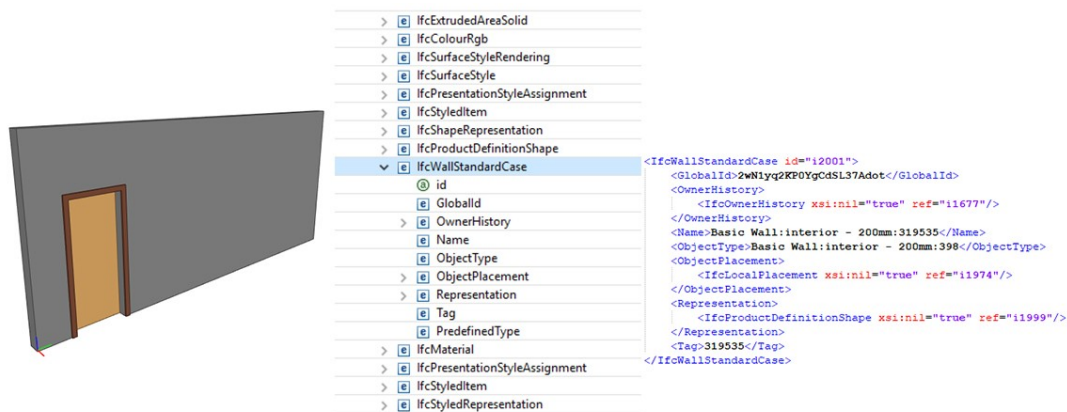 IfcExtrudedAreaSolid
IfcColourRgb
IfcSurfaceStyleRendering
IfcSurfaceStyle
IfcPresentationStyleAssignment
IfcStyledItem
IfcShapeRepresentation
IfcProductDefinitionShape
IfcWallStandardCase
id
GlobalId
OwnerHistory
Name
ObjectType
ObjectPlacement
Representation
Tag
PredefinedType
IfcMaterial
IfcPresentationStyleAssignment
IfcStyledItem
IfcStyledRepresentation
<IfcWallStandardCase id="i2001">
<GlobalId>2wN1yq2KP0YgCdSL37Adot</GlobalId>
<OwnerHistory>
<IfcOwnerHistory xsi:nil="true" ref="i1677"/>
</OwnerHistory>
<Name>Basic Wall:interior - 200mm:319535</Name>
<ObjectType>Basic Wall:interior - 200mm:398</ObjectType>
<ObjectPlacement>
<IfcLocalPlacement xsi:nil="true" ref="i1974"/>
</ObjectPlacement>
<Representation>
<IfcProductDefinitionShape xsi:nil="true" ref="i1999"/>
</Representation>
<Tag>319535</Tag>
</IfcWallStandardCase>